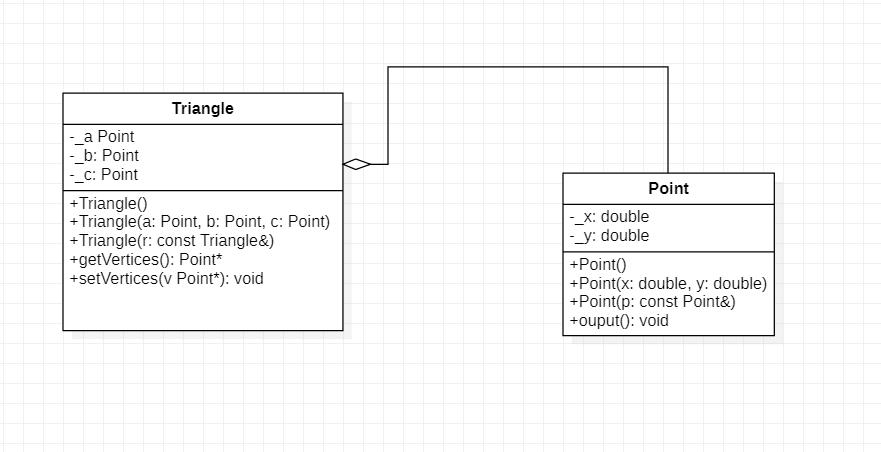 Triangle
-_a Point
-_b: Point
-_c: Point
+Triangle()
+Triangle(a: Point, b: Point, c: Point)
+Triangle(r: const Triangle&)
+getVertices(): Point*
+setVertices(v Point*): void
Point
-_x: double
-_y: double
+Point()
+Point(x: double, y: double)
+Point(p: const Point&)
+ouput(): void